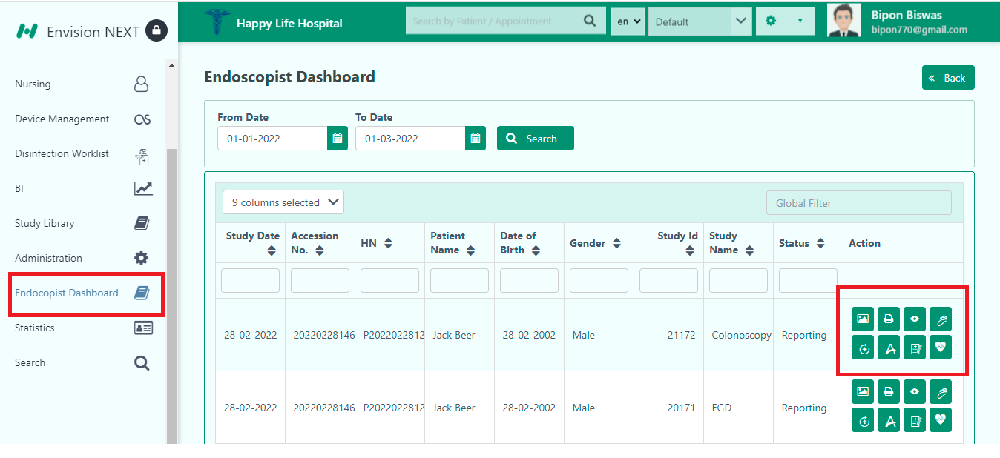 Envision NEXT
Happy Life Hospital
Search by Patient / Appointment
en
Default
Bipon Biswas
bipon770@gmail.com
Nursing
Device Management
Disinfection Worklist
BI
Study Library
Administration
Endocopist Dashboard
Statistics
Search
Endoscopist Dashboard
« Back
From Date
To Date
01-01-2022
01-03-2022
Search
9 columns selected
Global Filter
Study Date
Accession No.
HN
Patient Name
Date of Birth
Gender
Study Id
Study Name
Status
Action
28-02-2022 20220228146 P2022022812 Jack Beer 28-02-2002 Male 21172 Colonoscopy Reporting
28-02-2022 20220228146 P2022022812 Jack Beer 28-02-2002 Male 20171 EGD Reporting